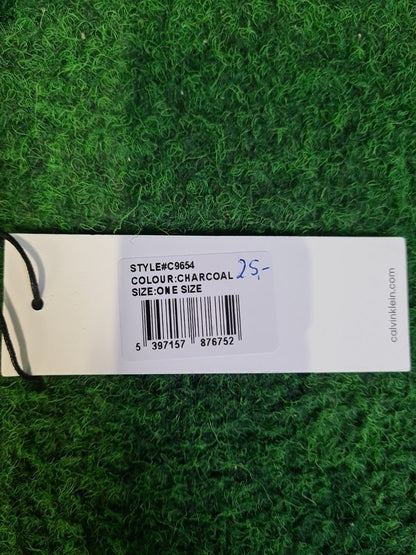 STYLE#C9654
COLOUR:CHARCOAL 25,-
SIZE:ONE SIZE
5 397157 876752
calvinklein.com